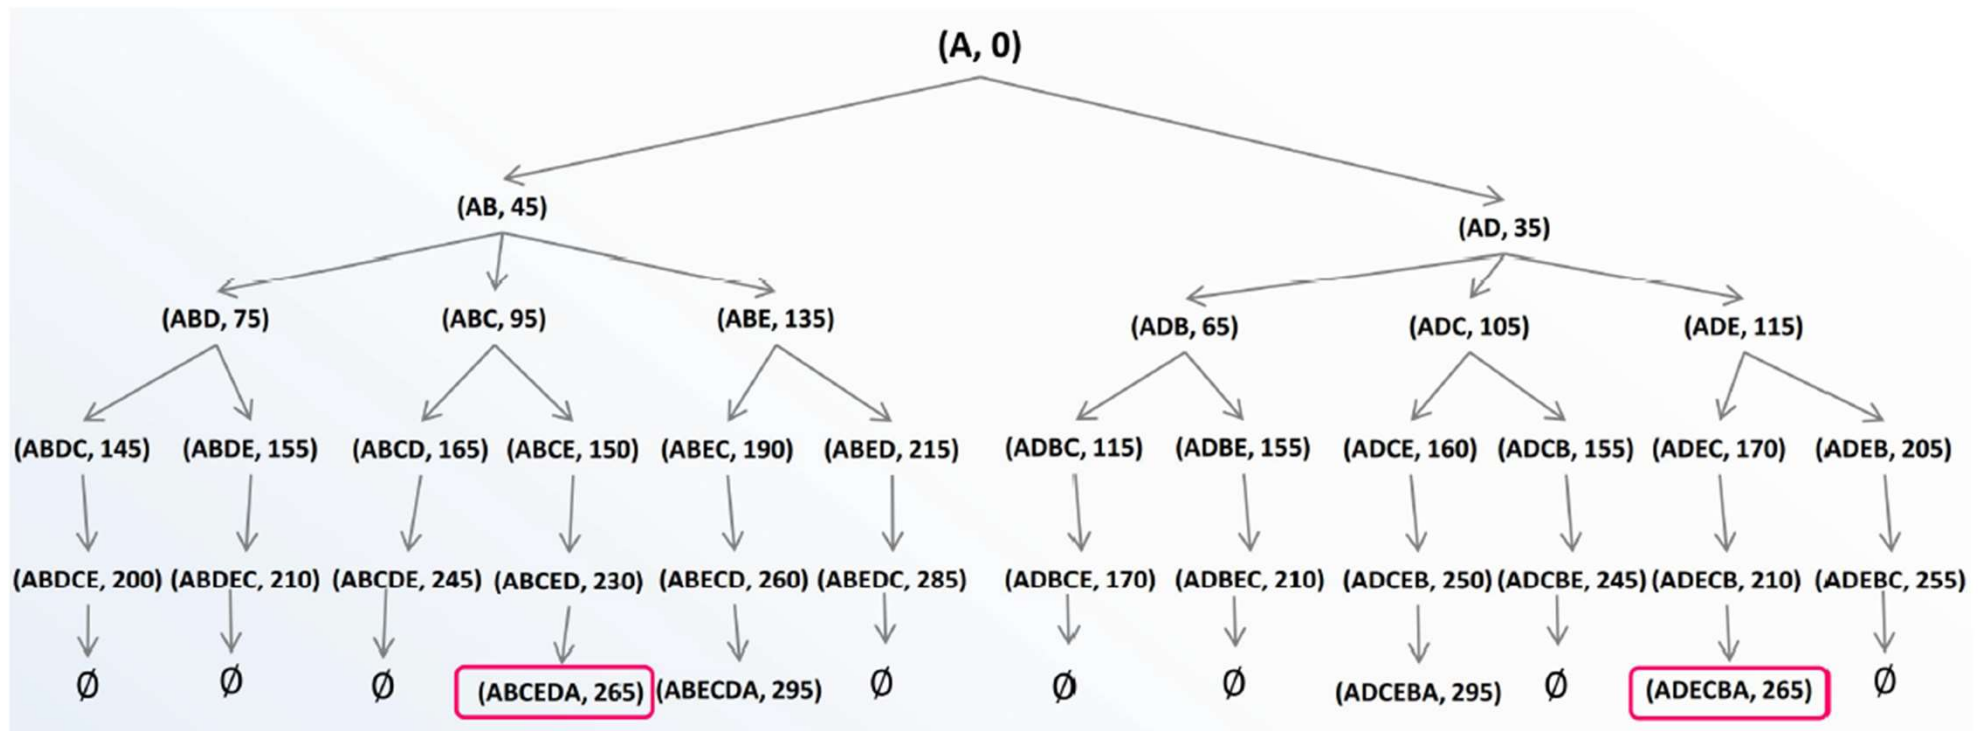 (A, 0)
(AB, 45)
(AD, 35)
(ABD, 75) (ABC, 95) (ABE, 135) (ADB, 65) (ADC, 105) (ADE, 115)
(ABDC, 145) (ABDE, 155) (ABCD, 165) (ABCE, 150) (ABEC, 190) (ABED, 215) (ADBC, 115) (ADBE, 155) (ADCE, 160) (ADCB, 155) (ADEC, 170) (ADEB, 205)
(ABDCE, 200) (ABDEC, 210) (ABCDE, 245) (ABCED, 230) (ABECD, 260) (ABEDC, 285) (ADBCE, 170) (ADBEC, 210) (ADCEB, 250) (ADCBE, 245) (ADECB, 210) (ADEBC, 255)
Ø Ø Ø (ABCEDA, 265) (ABECDA, 295) Ø Ø Ø (ADCEBA, 295) Ø (ADECBA, 265) Ø